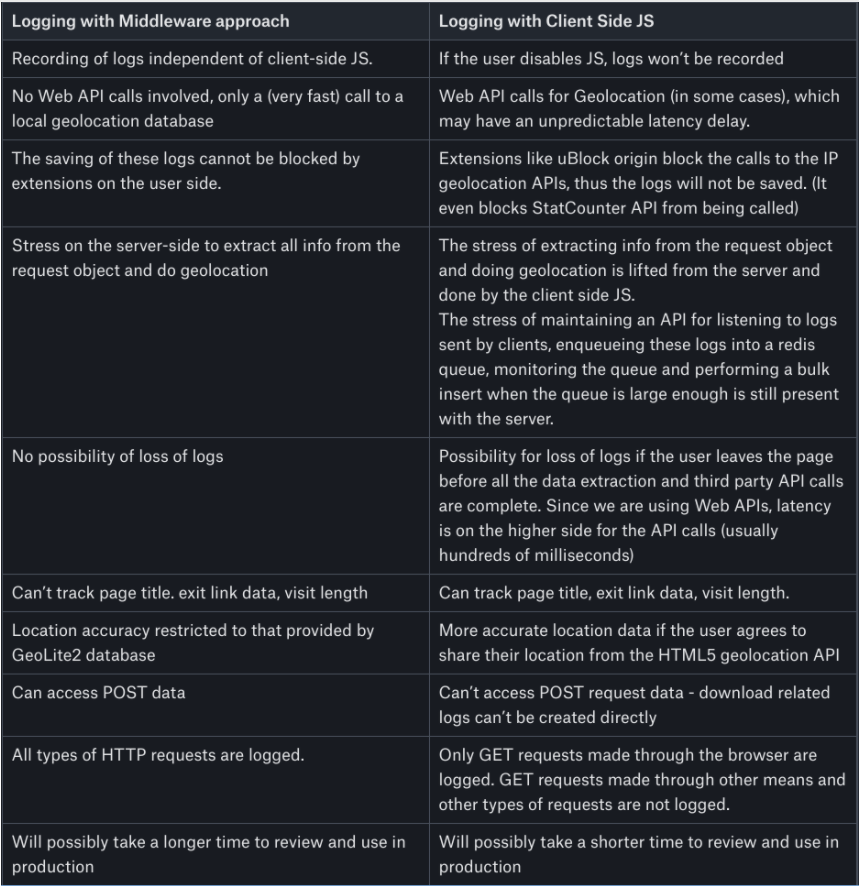 Logging with Middleware approach
Logging with Client Side JS
Recording of logs independent of client-side JS.
If the user disables JS, logs won’t be recorded
No Web API calls involved, only a (very fast) call to a
local geolocation database
Web API calls for Geolocation (in some cases), which
may have an unpredictable latency delay.
The saving of these logs cannot be blocked by
extensions on the user side.
Extensions like uBlock origin block the calls to the IP
geolocation APIs, thus the logs will not be saved. (It
even blocks StatCounter API from being called)
Stress on the server-side to extract all info from the
request object and do geolocation
The stress of extracting info from the request object
and doing geolocation is lifted from the server and
done by the client side JS.
The stress of maintaining an API for listening to logs
sent by clients, enqueueing these logs into a redis
queue, monitoring the queue and performing a bulk
insert when the queue is large enough is still present
with the server.
No possibility of loss of logs
Possibility for loss of logs if the user leaves the page
before all the data extraction and third party API calls
are complete. Since we are using Web APIs, latency
is on the higher side for the API calls (usually
hundreds of milliseconds)
Can’t track page title. exit link data, visit length
Can track page title, exit link data, visit length.
Location accuracy restricted to that provided by
GeoLite2 database
More accurate location data if the user agrees to
share their location from the HTML5 geolocation API
Can access POST data
Can’t access POST request data - download related
logs can’t be created directly
All types of HTTP requests are logged.
Only GET requests made through the browser are
logged. GET requests made through other means and
other types of requests are not logged.
Will possibly take a longer time to review and use in
production
Will possibly take a shorter time to review and use in
production